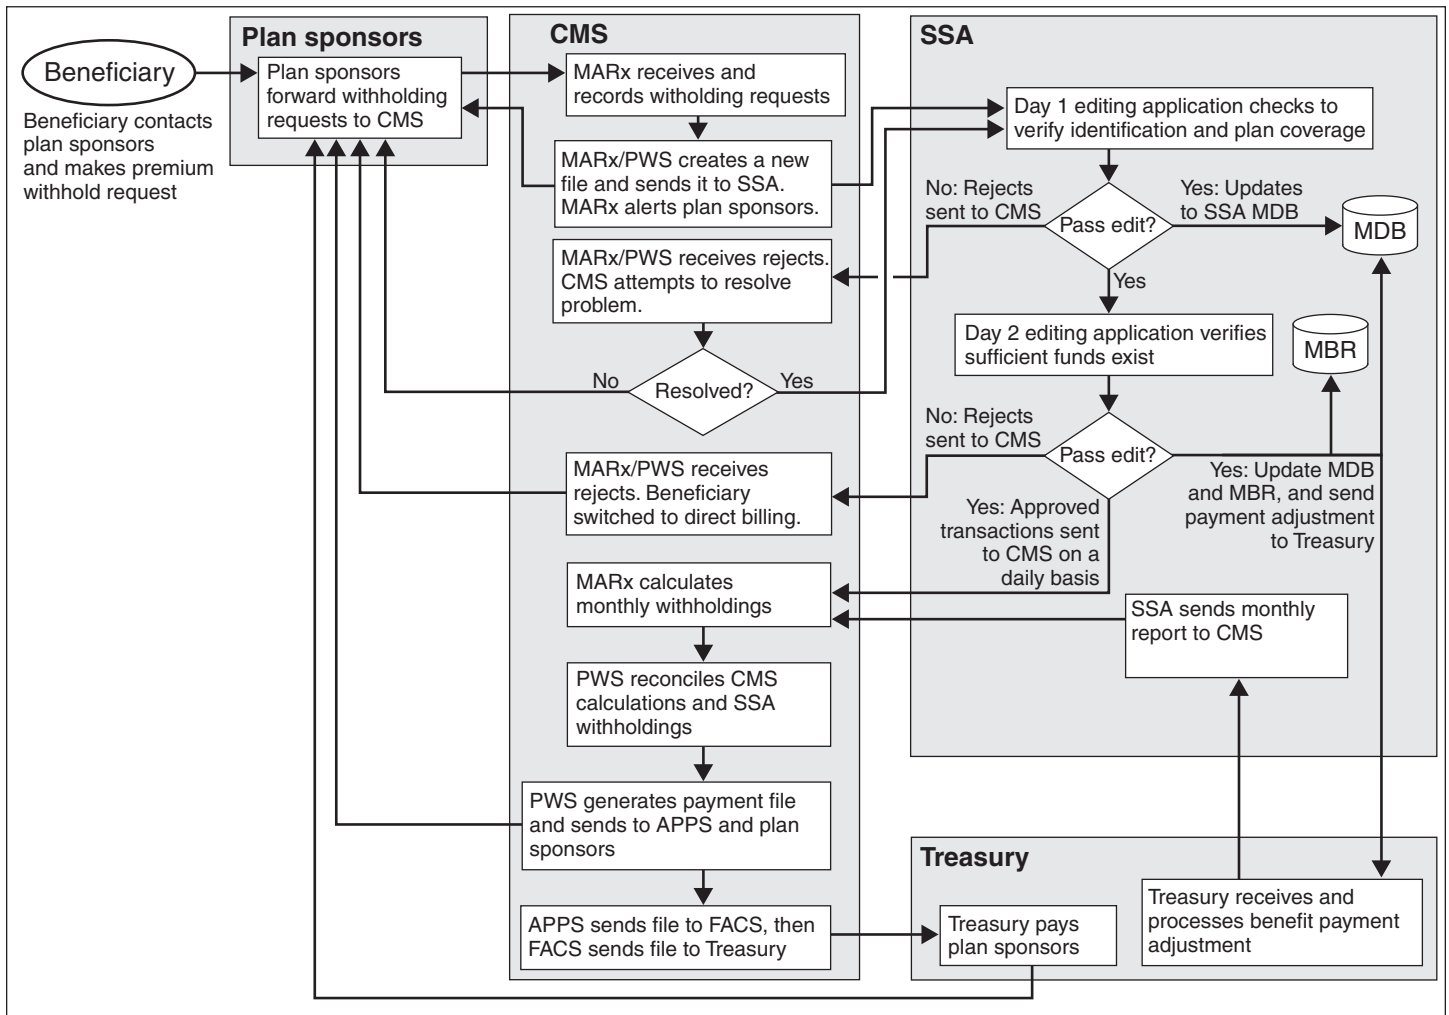 Plan sponsors
CMS
SSA
Beneficiary
Beneficiary contacts
plan sponsors
and makes premium
withhold request
Plan sponsors
forward withholding
requests to CMS
MARx receives and
records witholding requests
MARx/PWS creates a new
file and sends it to SSA.
MARx alerts plan sponsors.
MARx/PWS receives rejects.
CMS attempts to resolve
problem.
No
Resolved?
Yes
MARx/PWS receives
rejects. Beneficiary
switched to direct billing.
MARx calculates
monthly withholdings
PWS reconciles CMS
calculations and SSA
withholdings
PWS generates payment file
and sends to APPS and plan
sponsors
APPS sends file to FACS, then
FACS sends file to Treasury
Day 1 editing application checks to
verify identification and plan coverage
No: Rejects
sent to CMS
Pass edit?
Yes: Updates
to SSA MDB
MDB
Yes
Day 2 editing application verifies
sufficient funds exist
MBR
No: Rejects
sent to CMS
Pass edit?
Yes: Update MDB
and MBR, and send
payment adjustment
to Treasury
Yes: Approved
transactions sent
to CMS on a
daily basis
SSA sends monthly
report to CMS
Treasury
Treasury pays
plan sponsors
Treasury receives and
processes benefit payment
adjustment